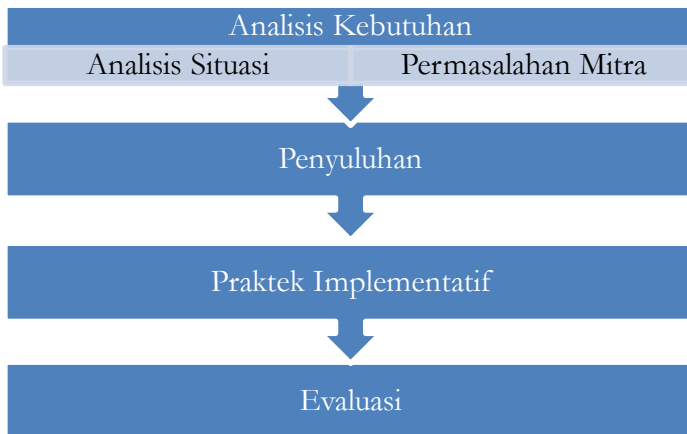 Analisis Kebutuhan
Analisis Situasi
Permasalahan Mitra
Penyuluhan
Praktek Implementatif
Evaluasi